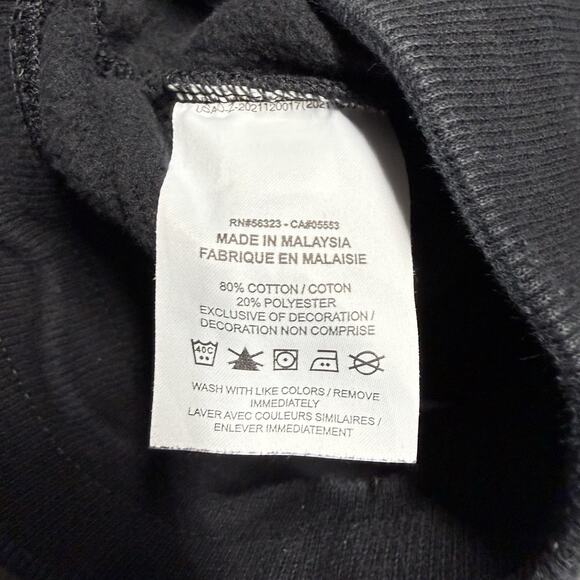 RN#56323 - CA#05553
MADE IN MALAYSIA
FABRIQUE EN MALAISIE
80% COTTON / COTON
20% POLYESTER
EXCLUSIVE OF DECORATION /
DECORATION NON COMPRISE
40C
WASH WITH LIKE COLORS / REMOVE
IMMEDIATELY
LAVER AVEC COULEURS SIMILAIRES /
ENLEVER IMMEDIATEMENT